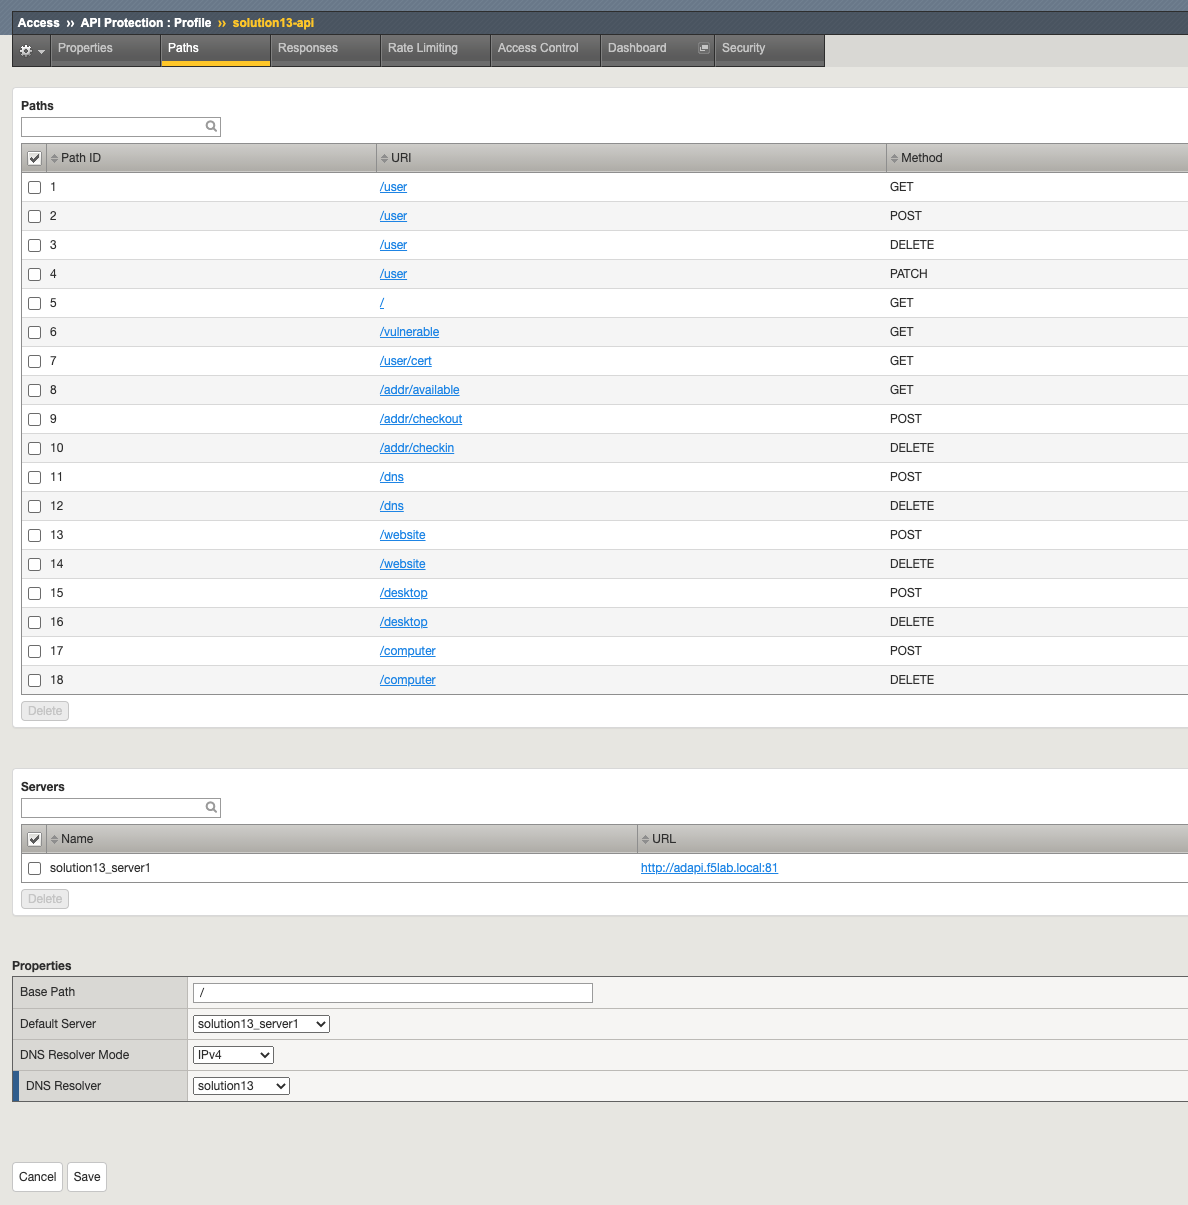 Access ›› API Protection : Profile ›› solution13-api
Properties Paths Responses Rate Limiting Access Control Dashboard Security
Paths
Path ID URI Method
1 /user GET
2 /user POST
3 /user DELETE
4 /user PATCH
5 / GET
6 /vulnerable GET
7 /user/cert GET
8 /addr/available GET
9 /addr/checkout POST
10 /addr/checkin DELETE
11 /dns POST
12 /dns DELETE
13 /website POST
14 /website DELETE
15 /desktop POST
16 /desktop DELETE
17 /computer POST
18 /computer DELETE
Delete
Servers
Name URL
solution13_server1 http://adapi.f5lab.local:81
Delete
Properties
Base Path /
Default Server solution13_server1
DNS Resolver Mode IPv4
DNS Resolver solution13
Cancel Save